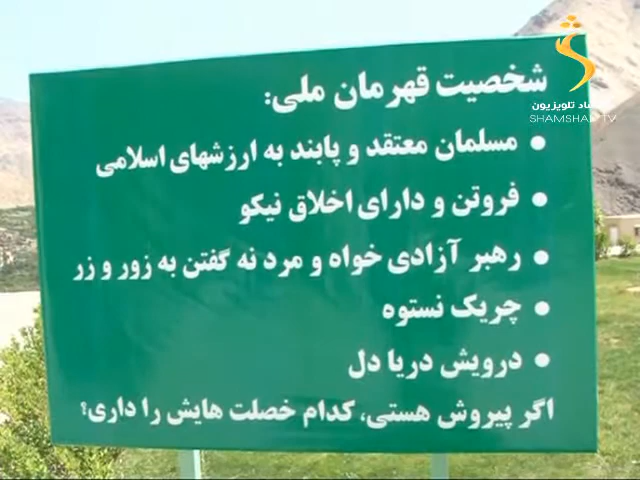 شخصیت قهرمان ملی:
• مسلمان معتقد و پابند به ارزشهای اسلامی
• فروتن و دارای اخلاق نیکو
• رهبر آزادی خواه و مرد نه گفتن به زور و زر
• چریک نستوه
• درویش دریا دل
اگر پیروش هستی، کدام خصلت هایش را داری؟
تلویزیون
SHAMSHAD TV